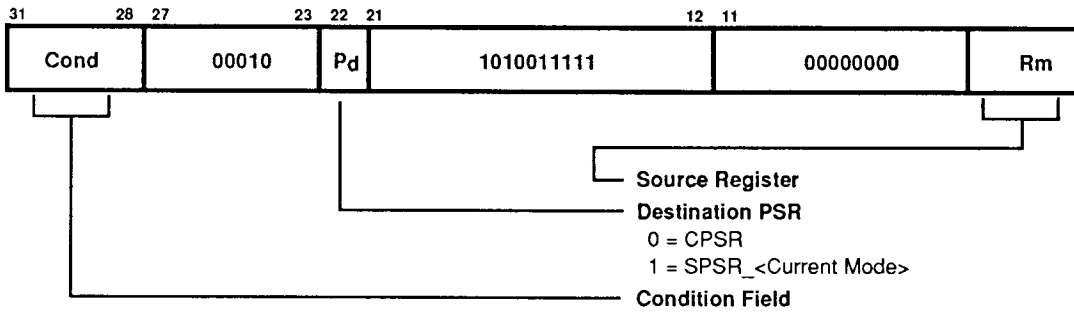 31 28 27 23 22 21 12 11
Cond 00010 Pd 1010011111 00000000 Rm
Source Register
Destination PSR
0 = CPSR
1 = SPSR_<Current Mode>
Condition Field